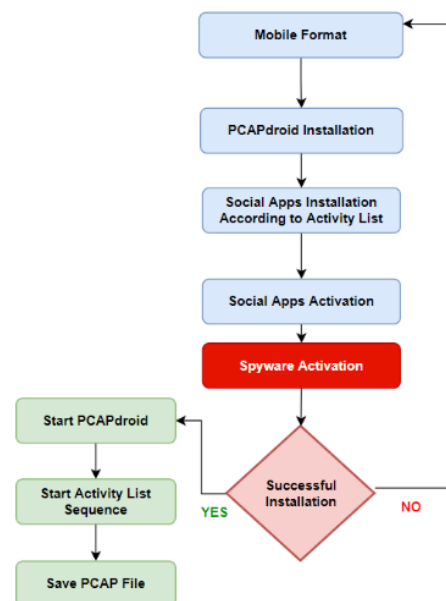 Mobile Format
PCAPdroid Installation
Social Apps Installation
According to Activity List
Social Apps Activation
Spyware Activation
Start PCAPdroid
Successful
Installation
YES
NO
Start Activity List
Sequence
Save PCAP File